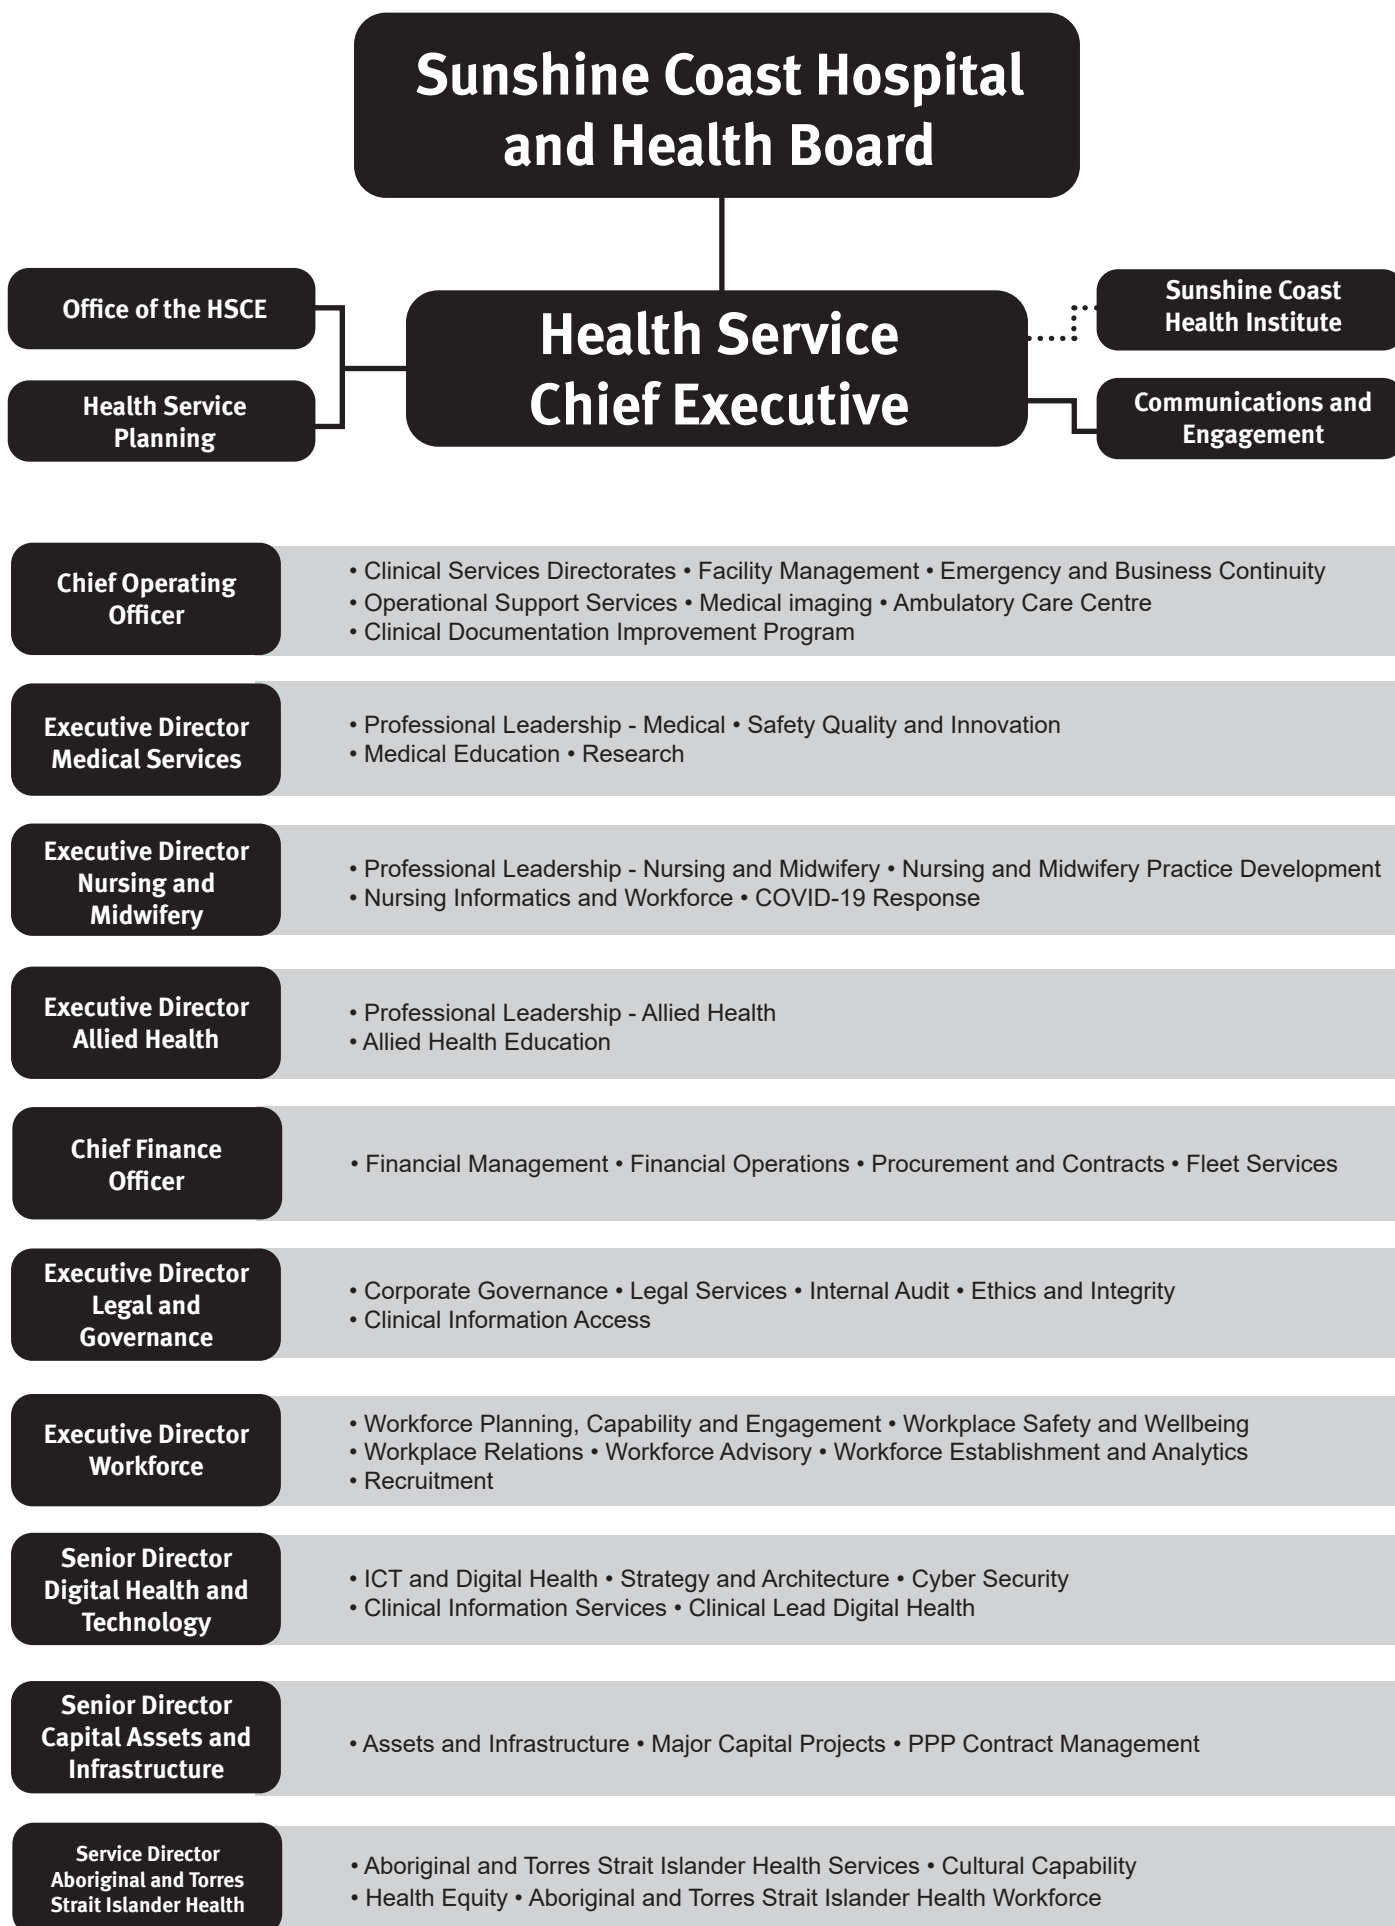 Sunshine Coast Hospital
and Health Board
Office of the HSCE
Health Service
Planning
Health Service
Chief Executive
Sunshine Coast
Health Institute
Communications and
Engagement
Chief Operating
Officer
• Clinical Services Directorates • Facility Management • Emergency and Business Continuity
• Operational Support Services • Medical imaging • Ambulatory Care Centre
• Clinical Documentation Improvement Program
Executive Director
Medical Services
• Professional Leadership - Medical • Safety Quality and Innovation
• Medical Education • Research
Executive Director
Nursing and
Midwifery
• Professional Leadership - Nursing and Midwifery • Nursing and Midwifery Practice Development
• Nursing Informatics and Workforce • COVID-19 Response
Executive Director
Allied Health
• Professional Leadership - Allied Health
• Allied Health Education
Chief Finance
Officer
• Financial Management • Financial Operations • Procurement and Contracts • Fleet Services
Executive Director
Legal and
Governance
• Corporate Governance • Legal Services • Internal Audit • Ethics and Integrity
• Clinical Information Access
Executive Director
Workforce
• Workforce Planning, Capability and Engagement • Workplace Safety and Wellbeing
• Workplace Relations • Workforce Advisory • Workforce Establishment and Analytics
• Recruitment
Senior Director
Digital Health and
Technology
• ICT and Digital Health • Strategy and Architecture • Cyber Security
• Clinical Information Services • Clinical Lead Digital Health
Senior Director
Capital Assets and
Infrastructure
• Assets and Infrastructure • Major Capital Projects • PPP Contract Management
Service Director
Aboriginal and Torres
Strait Islander Health
• Aboriginal and Torres Strait Islander Health Services • Cultural Capability
• Health Equity • Aboriginal and Torres Strait Islander Health Workforce